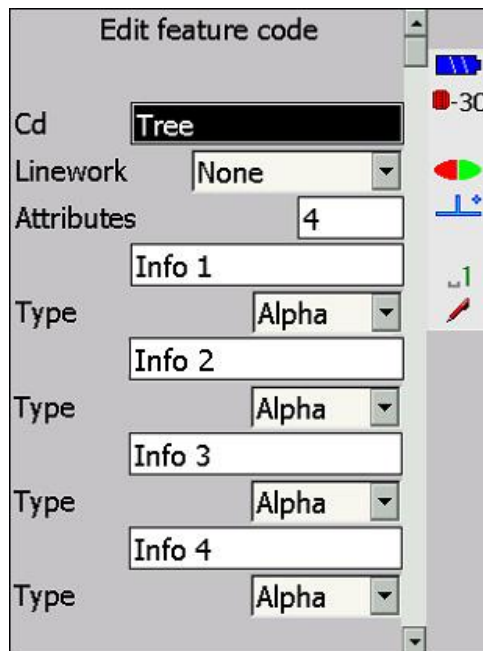 Edit feature code
-30
Cd Tree
Linework None
Attributes 4
Info 1
1
Type Alpha
Info 2
Type Alpha
Info 3
Type Alpha
Info 4
Type Alpha